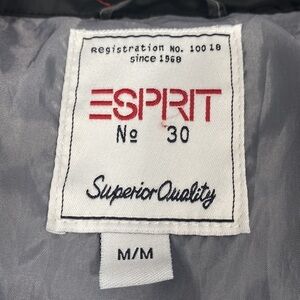 Registration NO. 10018
since 1968
ESPRIT
No 30
Superior Quality
M/M